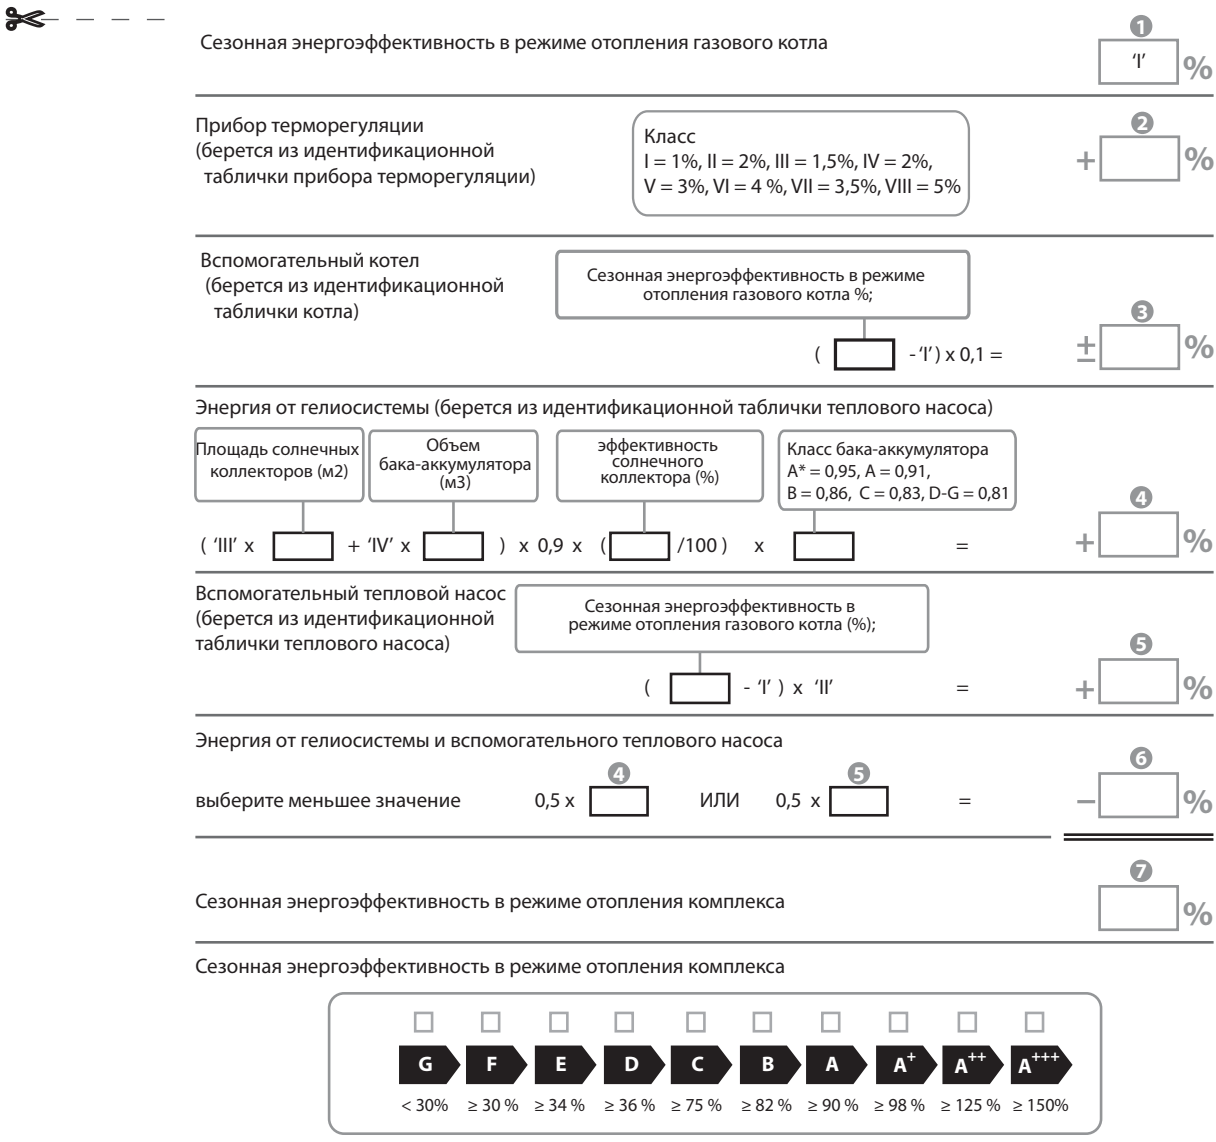 1
Сезонная энергоэффективность в режиме отопления газового котла
‘I’ %
Прибор терморегуляции
(берется из идентификационной
таблички прибора терморегуляции)
Класс
I = 1%, II = 2%, III = 1,5%, IV = 2%,
V = 3%, VI = 4 %, VII = 3,5%, VIII = 5%
2
+ %
Вспомогательный котел
(берется из идентификационной
таблички котла)
Сезонная энергоэффективность в режиме
отопления газового котла %;
( - ‘I’ ) x 0,1 =
3
± %
Энергия от гелиосистемы (берется из идентификационной таблички теплового насоса)
Площадь солнечных
коллекторов (м2)
Объем
бака-аккумулятора
(м3)
эффективность
солнечного
коллектора (%)
Класс бака-аккумулятора
A* = 0,95, A = 0,91,
B = 0,86, C = 0,83, D-G = 0,81
( ‘III’ x + ‘IV’ x ) x 0,9 x ( /100 ) x =
4
+ %
Вспомогательный тепловой насос
(берется из идентификационной
таблички теплового насоса)
Сезонная энергоэффективность в
режиме отопления газового котла (%);
( - ‘I’ ) x ‘II’ =
5
+ %
Энергия от гелиосистемы и вспомогательного теплового насоса
4 5 6
выберите меньшее значение 0,5 x ИЛИ 0,5 x = − %
7
Сезонная энергоэффективность в режиме отопления комплекса %
Сезонная энергоэффективность в режиме отопления комплекса
G F E D C B A A+ A++ A+++
< 30% ≥ 30 % ≥ 34 % ≥ 36 % ≥ 75 % ≥ 82 % ≥ 90 % ≥ 98 % ≥ 125 % ≥ 150%